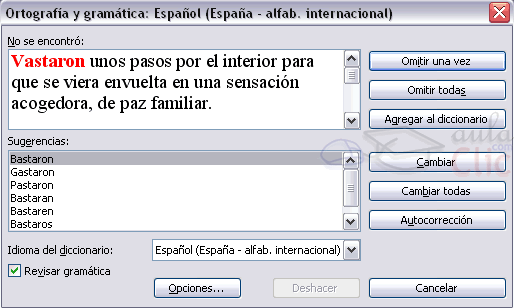 Ortografía y gramática: Español (España - alfab. internacional)
No se encontró:
Vastaron unos pasos por el interior para
que se viera envuelta en una sensación
acogedora, de paz familiar.
Omitir una vez
Omitir todas
Agregar al diccionario
aula
.com
Clic
Sugerencias:
Bastaron
Gastaron
Pastaron
Bastaran
Bastaren
Bastaros
Cambiar
Cambiar todas
Autocorrección
Idioma del diccionario:
Español (España - alfab. internacional)
Revisar gramática
Opciones...
Deshacer
Cancelar